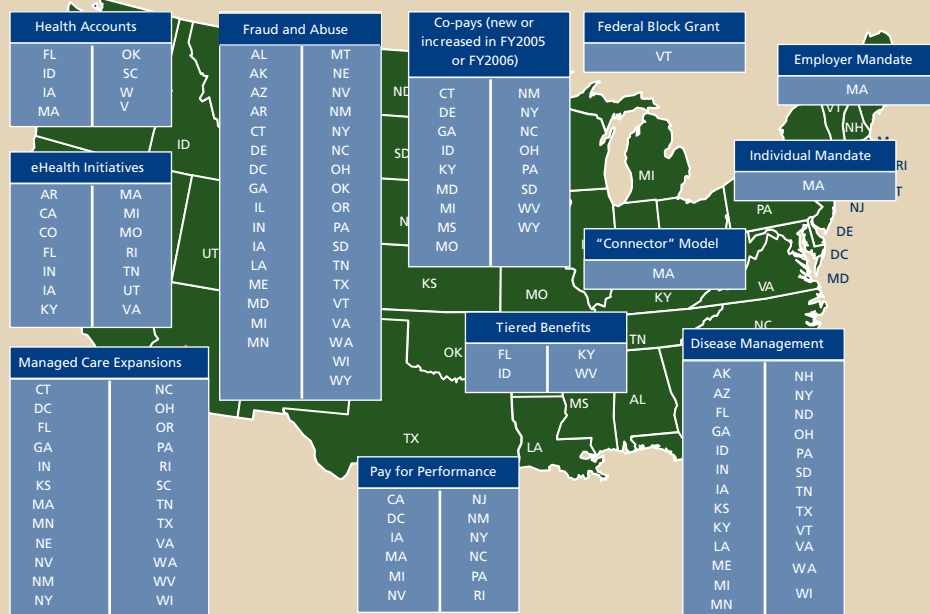 Health Accounts
FL OK
ID SC
IA W
MA V
Fraud and Abuse
AL MT
AK NE
AZ NV
AR NM
CT NY
DE NC
DC OH
GA OK
IL OR
IN PA
IA SD
LA TN
ME TX
MD VT
MI VA
MN WA
WI
WY
Co-pays (new or
increased in FY2005
or FY2006)
CT NM
DE NY
GA NC
ID OH
KY PA
MD SD
MI WV
MS WY
MO
Federal Block Grant
VT
Employer Mandate
MA
Individual Mandate
MA
eHealth Initiatives
AR MA
CA MI
CO MO
FL RI
IN TN
IA UT
KY VA
"Connector" Model
MA
Tiered Benefits
FL KY
ID WV
Managed Care Expansions
CT NC
DC OH
FL OR
GA PA
IN RI
KS SC
MA TN
MN TX
NE VA
NV WA
NM WV
NY WI
Pay for Performance
CA NJ
DC NM
IA NY
MA NC
MI PA
NV RI
Disease Management
AK NH
AZ NY
FL ND
GA OH
ID PA
IN SD
IA TN
KS TX
KY VT
LA VA
ME WA
MI WI
MN
ID
UT
ND
SD
N
KS
OK
TX
MO
LA
MS
AL
TN
KY
MI
PA
VA
NC
VT
NH
M
RI
T
NJ
DE
DC
MD